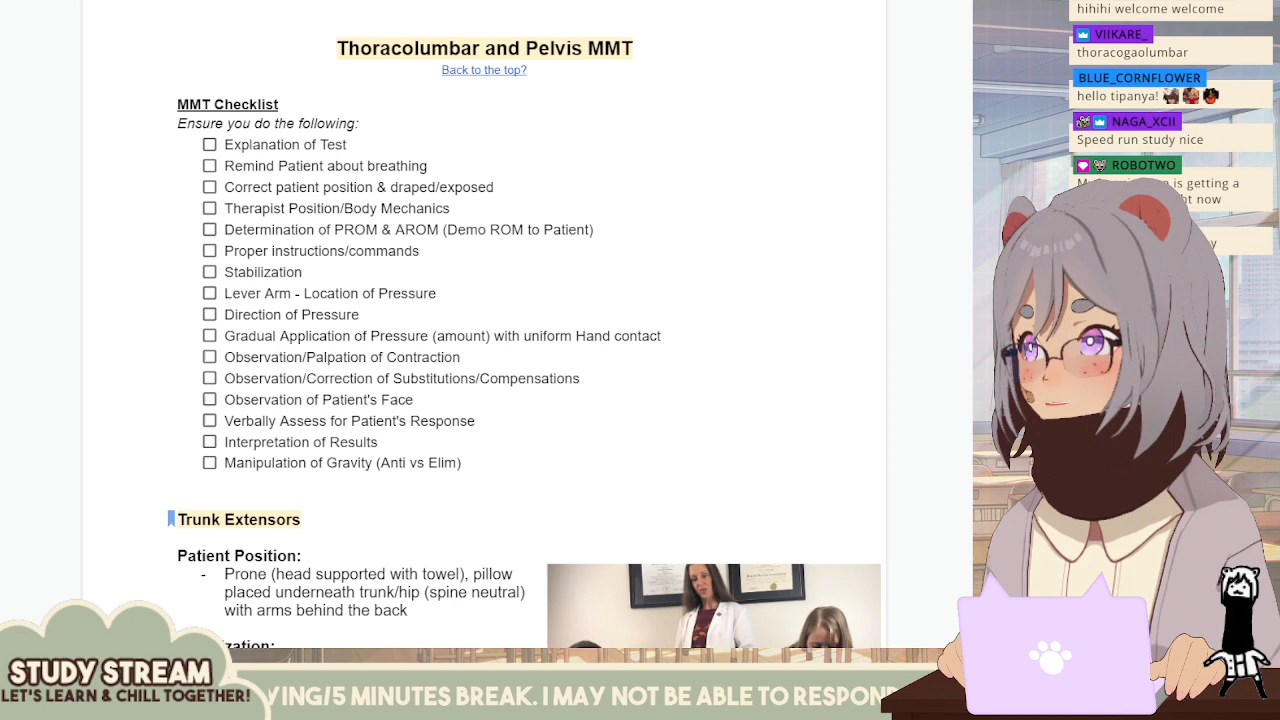 Thoracolumbar and Pelvis MMT
Back to the top?
MMT Checklist
Ensure you do the following:
Explanation of Test
Remind Patient about breathing
Correct patient position & draped/exposed
Therapist Position/Body Mechanics
Determination of PROM & AROM (Demo ROM to Patient)
Proper instructions/commands
Stabilization
Lever Arm - Location of Pressure
Direction of Pressure
Gradual Application of Pressure (amount) with uniform Hand contact
Observation/Palpation of Contraction
Observation/Correction of Substitutions/Compensations
Observation of Patient's Face
Verbally Assess for Patient's Response
Interpretation of Results
Manipulation of Gravity (Anti vs Elim)
Trunk Extensors
Patient Position:
- Prone (head supported with towel), pillow
placed underneath trunk/hip (spine neutral)
with arms behind the back
hihihi welcome welcome
VIIKARE_
thoracogaolumbar
BLUE_CORNFLOWER
hello tipanya!
NAGA_XCII
Speed run study nice
ROBOTWO
is getting a
now
STUDY STREAM
LET'S LEARN & CHILL TOGETHER!
YING/5 MINUTES BREAK. I MAY NOT BE ABLE TO RESPOND